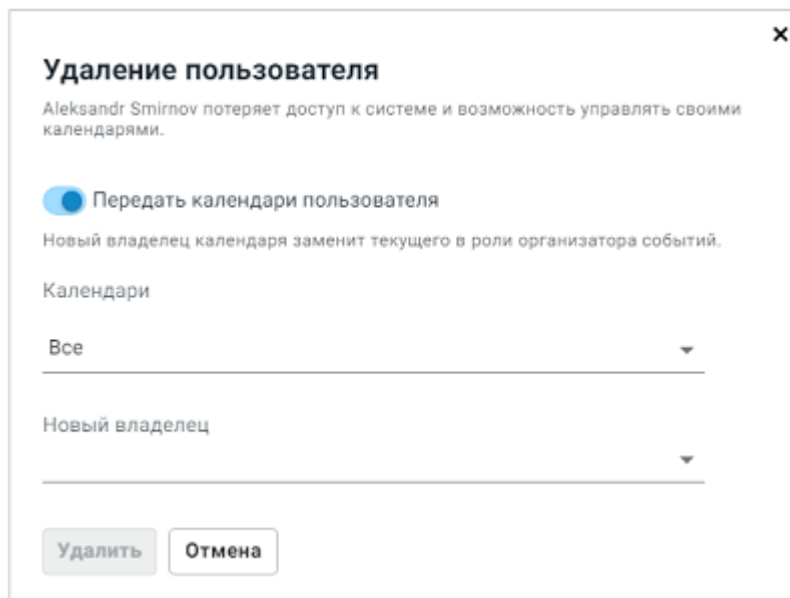 Удаление пользователя
Aleksandr Smirnov потеряет доступ к системе и возможность управлять своими
календарями.
Передать календари пользователя
Новый владелец календаря заменит текущего в роли организатора событий.
Календари
Все
Новый владелец
Удалить Отмена